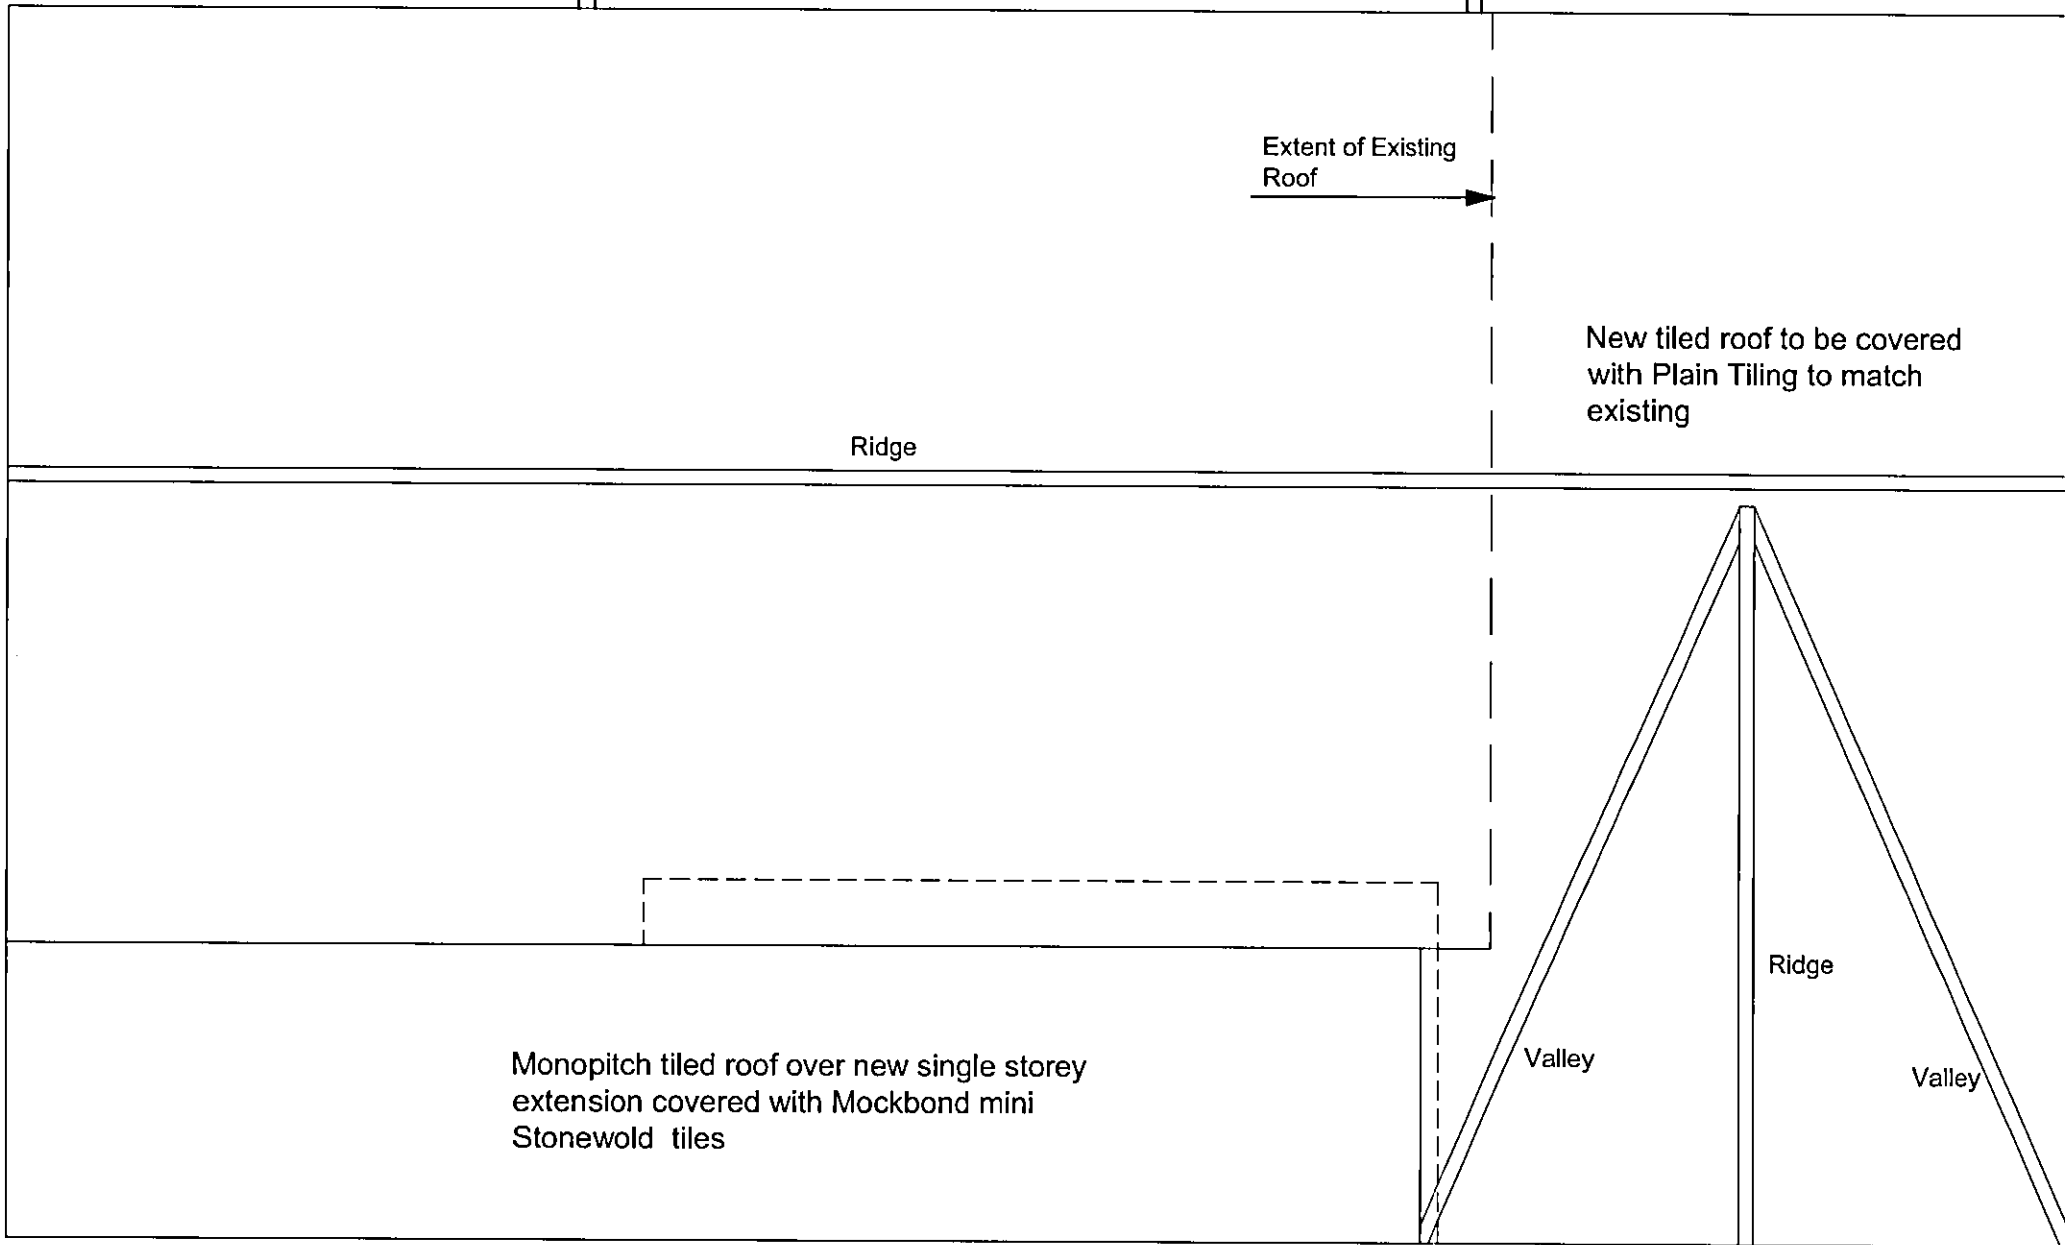 Extent of Existing
Roof
New tiled roof to be covered
with Plain Tiling to match
existing
Ridge
Ridge
Valley
Valley
Monopitch tiled roof over new single storey
extension covered with Mockbond mini
Stonewold tiles